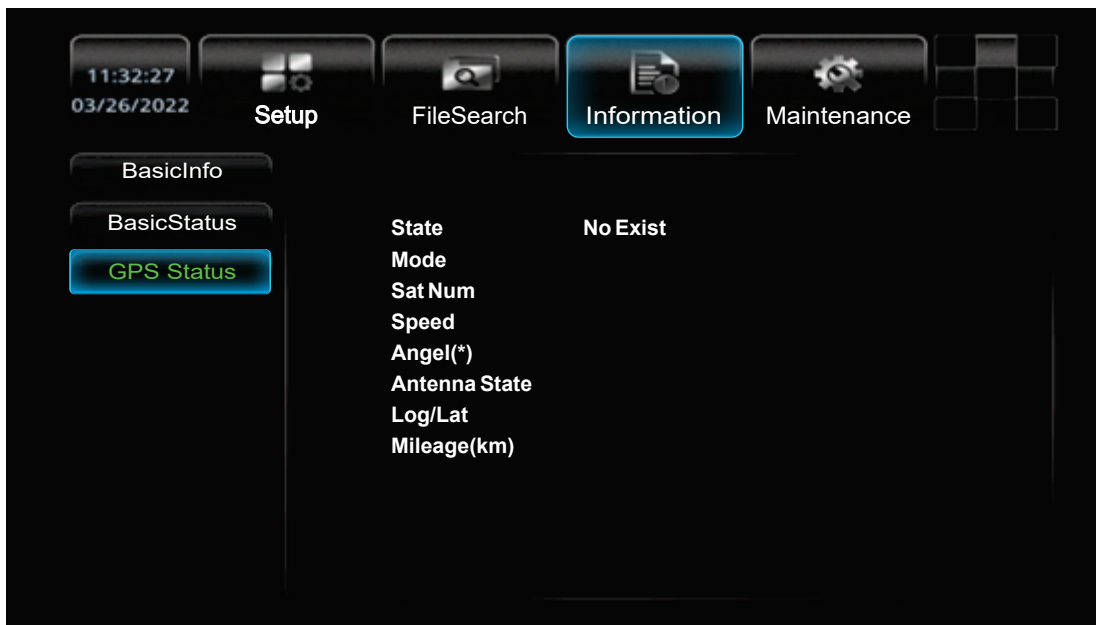 11:32:27
03/26/2022
Setup
FileSearch
Information
Maintenance
BasicInfo
BasicStatus
GPS Status
State No Exist
Mode
Sat Num
Speed
Angel(*)
Antenna State
Log/Lat
Mileage(km)